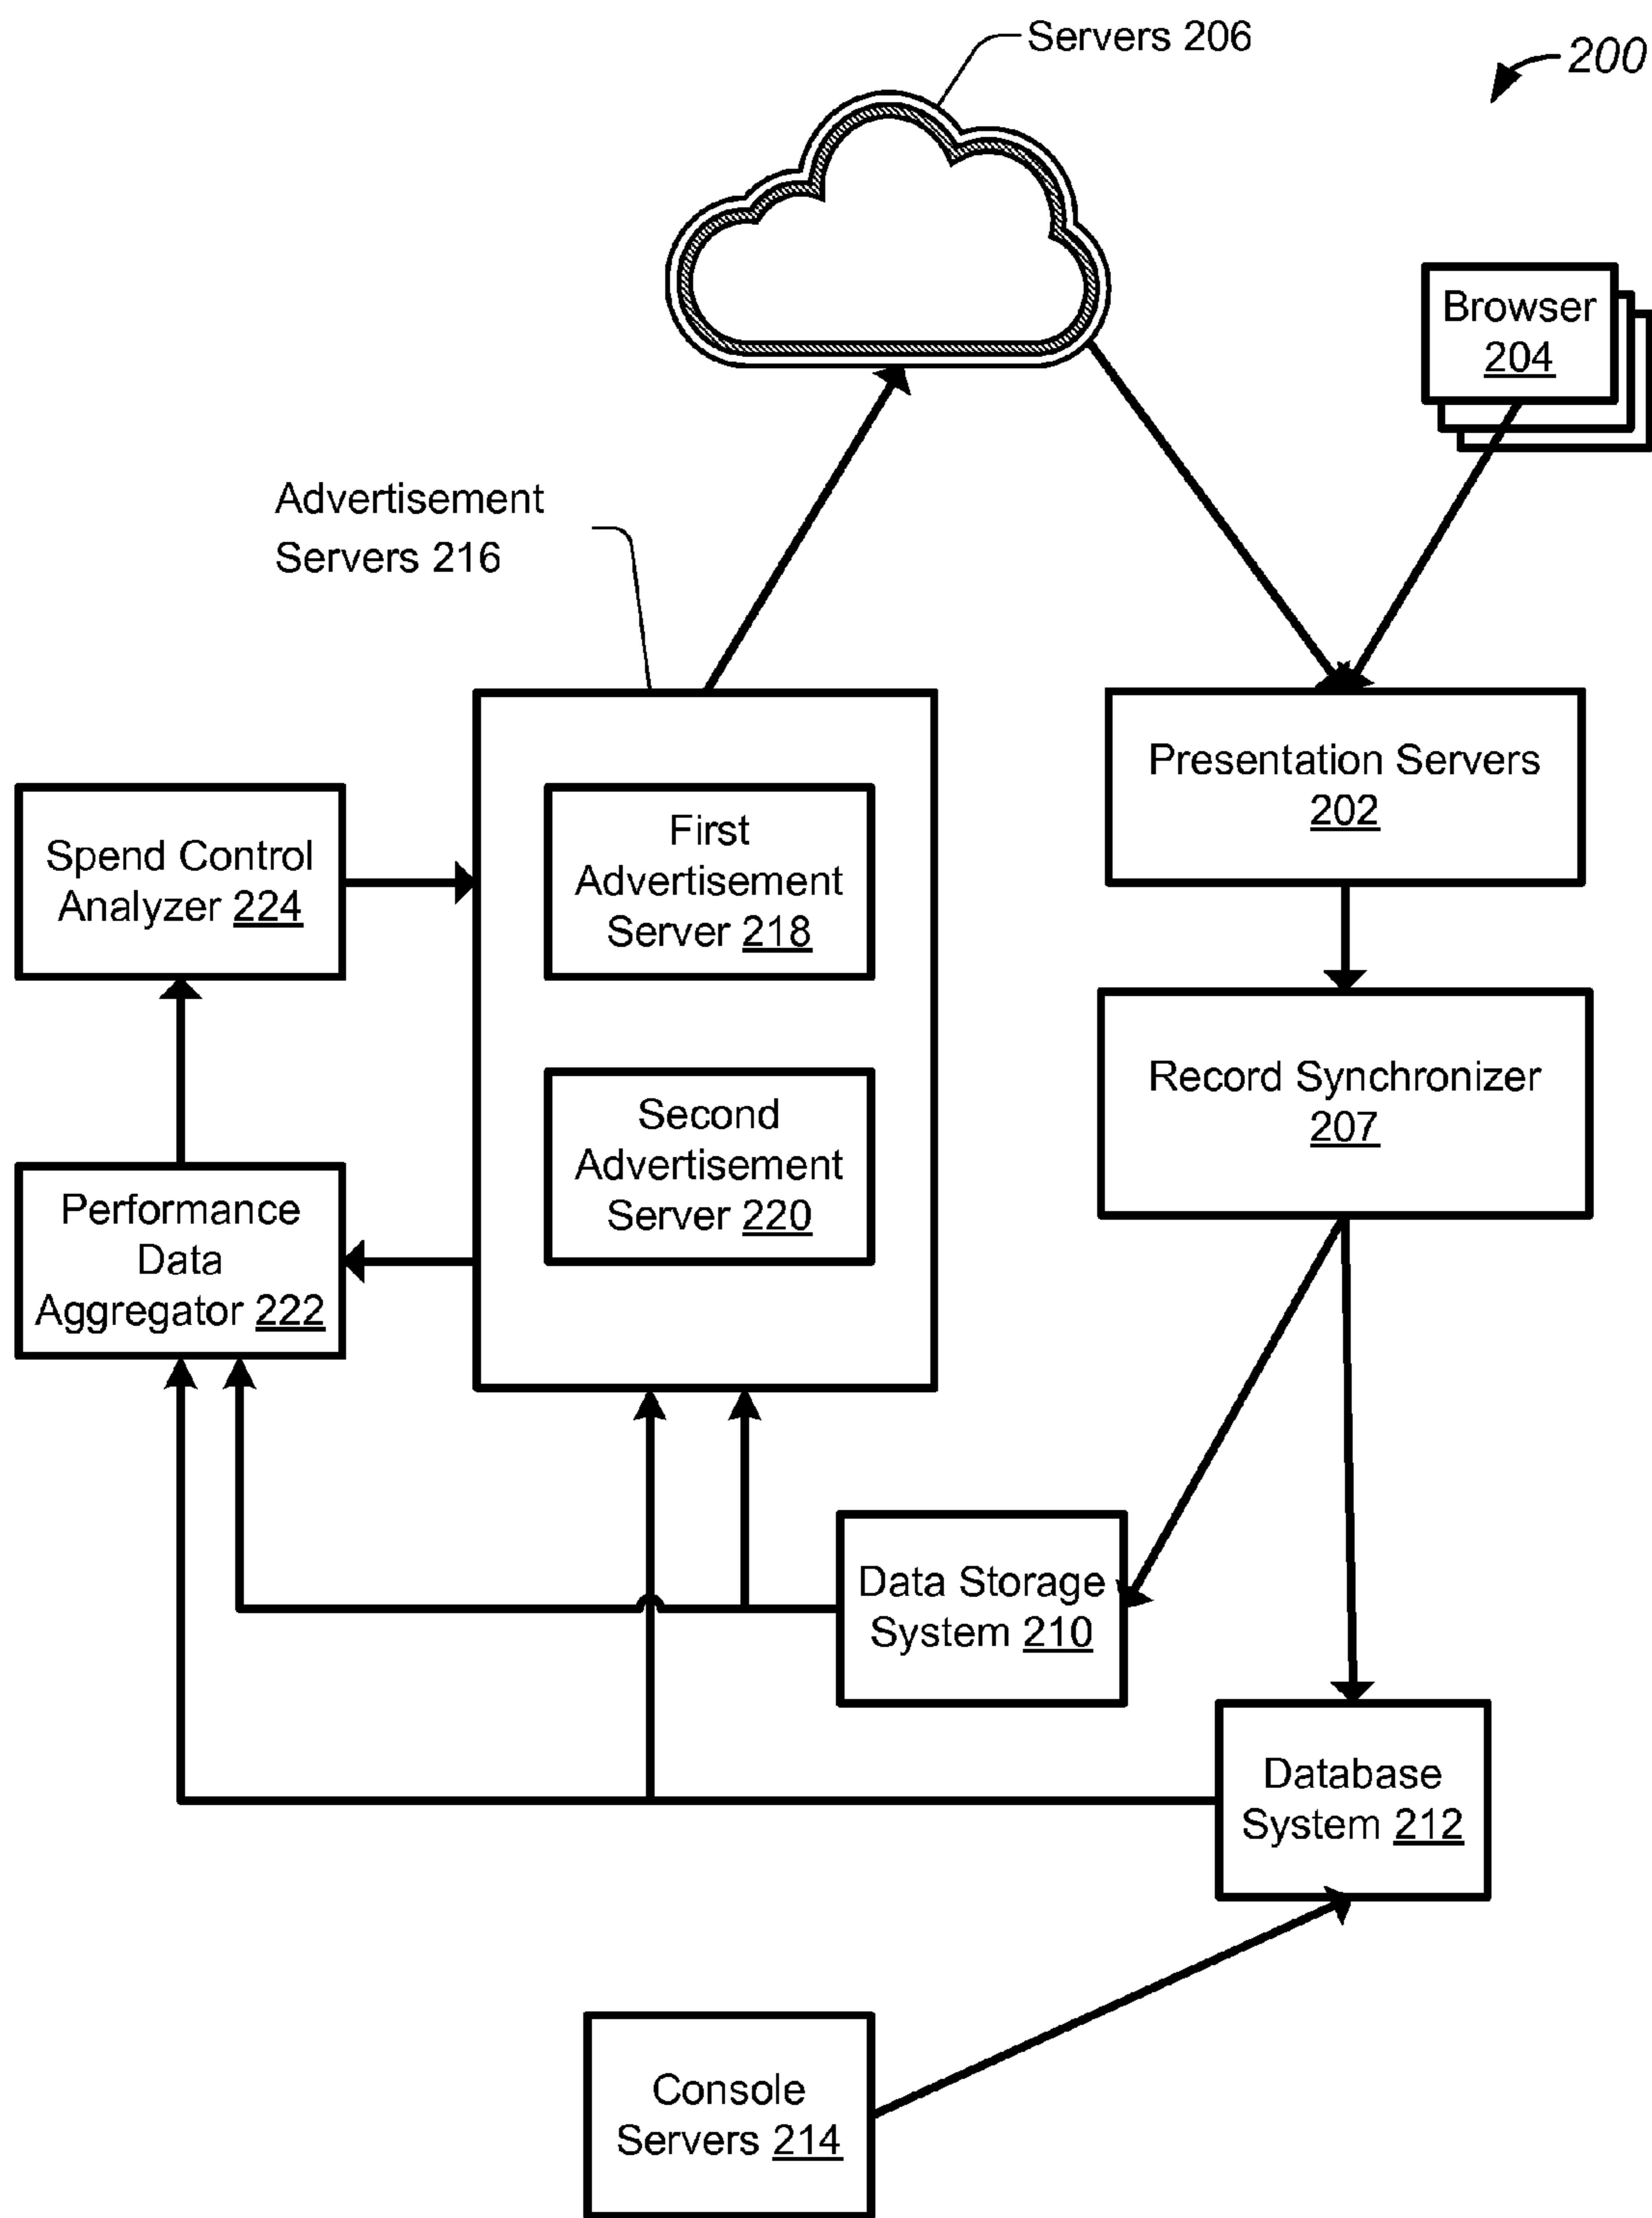 Servers 206
200
Browser
204
Advertisement
Servers 216
Presentation Servers
202
Spend Control
Analyzer 224
First
Advertisement
Server 218
Record Synchronizer
207
Second
Advertisement
Server 220
Performance
Data
Aggregator 222
Data Storage
System 210
Database
System 212
Console
Servers 214